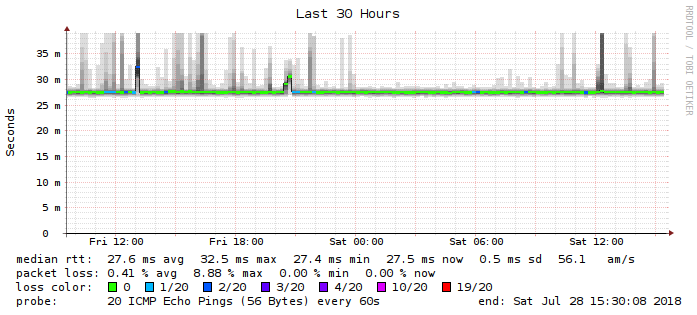 Last 30 Hours
RRDTOOL / TOBI OETIKER
Seconds
35 m
30 m
25 m
20 m
15 m
10 m
5 m
0
Fri 12:00 Fri 18:00 Sat 00:00 Sat 06:00 Sat 12:00
median rtt: 27.6 ms avg 32.5 ms max 27.4 ms min 27.5 ms now 0.5 ms sd 56.1 am/s
packet loss: 0.41 % avg 8.88 % max 0.00 % min 0.00 % now
loss color: 0 1/20 2/20 3/20 4/20 10/20 19/20
probe: 20 ICMP Echo Pings (56 Bytes) every 60s end: Sat Jul 28 15:30:08 2018